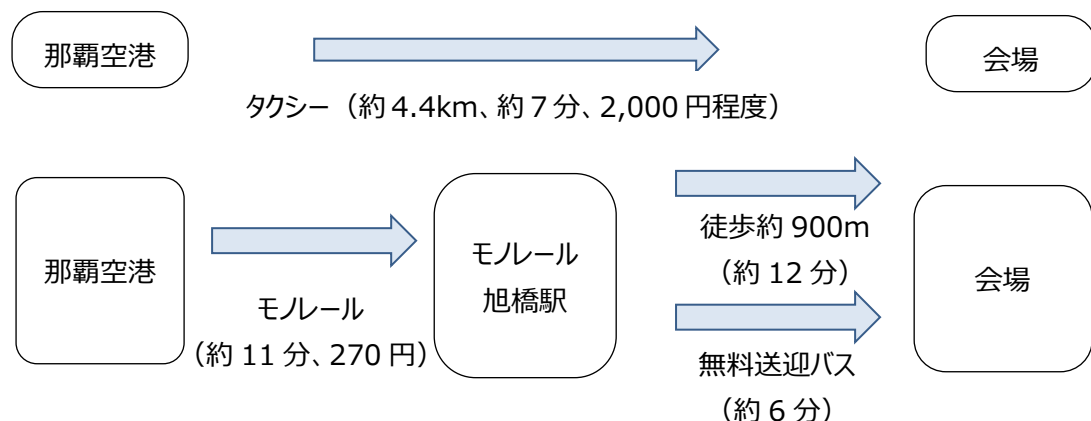 那覇空港
会場
タクシー（約 4.4km、約 7 分、2,000 円程度）
那覇空港
モノレール
（約 11 分、270 円）
モノレール
旭橋駅
徒歩約 900m
（約 12 分）
無料送迎バス
（約 6 分）
会場